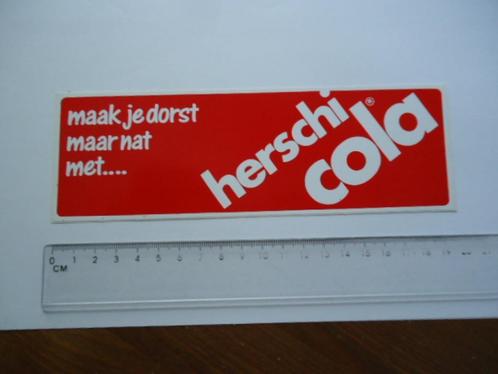 maak je dorst
maar nat
met....
herschi
cola®
0 1 2 3 4 5 6 7 8 9 10 11 12 13 14 15 16 17 18 19 20
CM